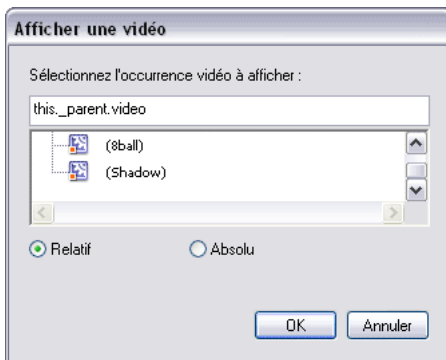 Afficher une vidéo
Sélectionnez l'occurrence vidéo à afficher :
this._parent.video
(8ball)
(Shadow)
Relatif
Absolu
OK
Annuler